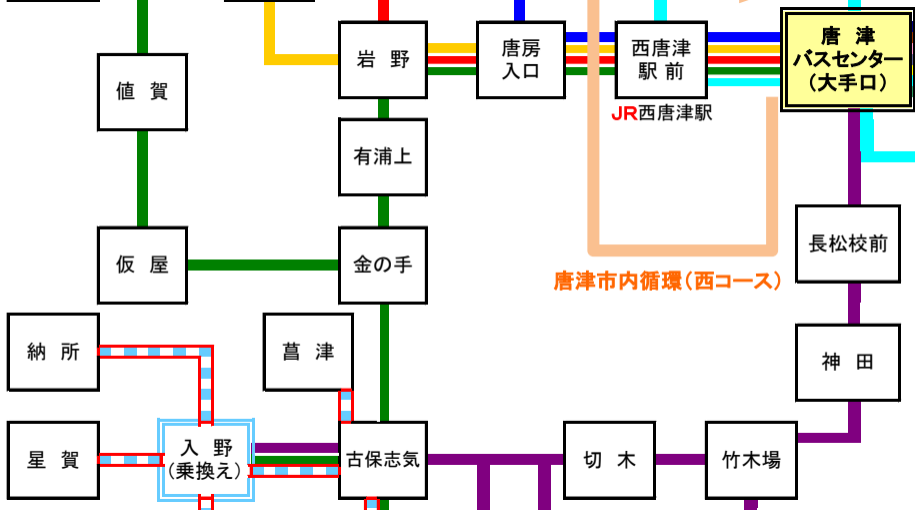 唐 津
バスセンター
(大手口)
岩 野
唐房
入口
西唐津
駅 前
JR西唐津駅
値 賀
有浦上
仮 屋
金の手
長松校前
唐津市内循環(西コース)
納 所
菖 津
神 田
星 賀
入 野
(乗換え)
古保志気
切 木
竹木場